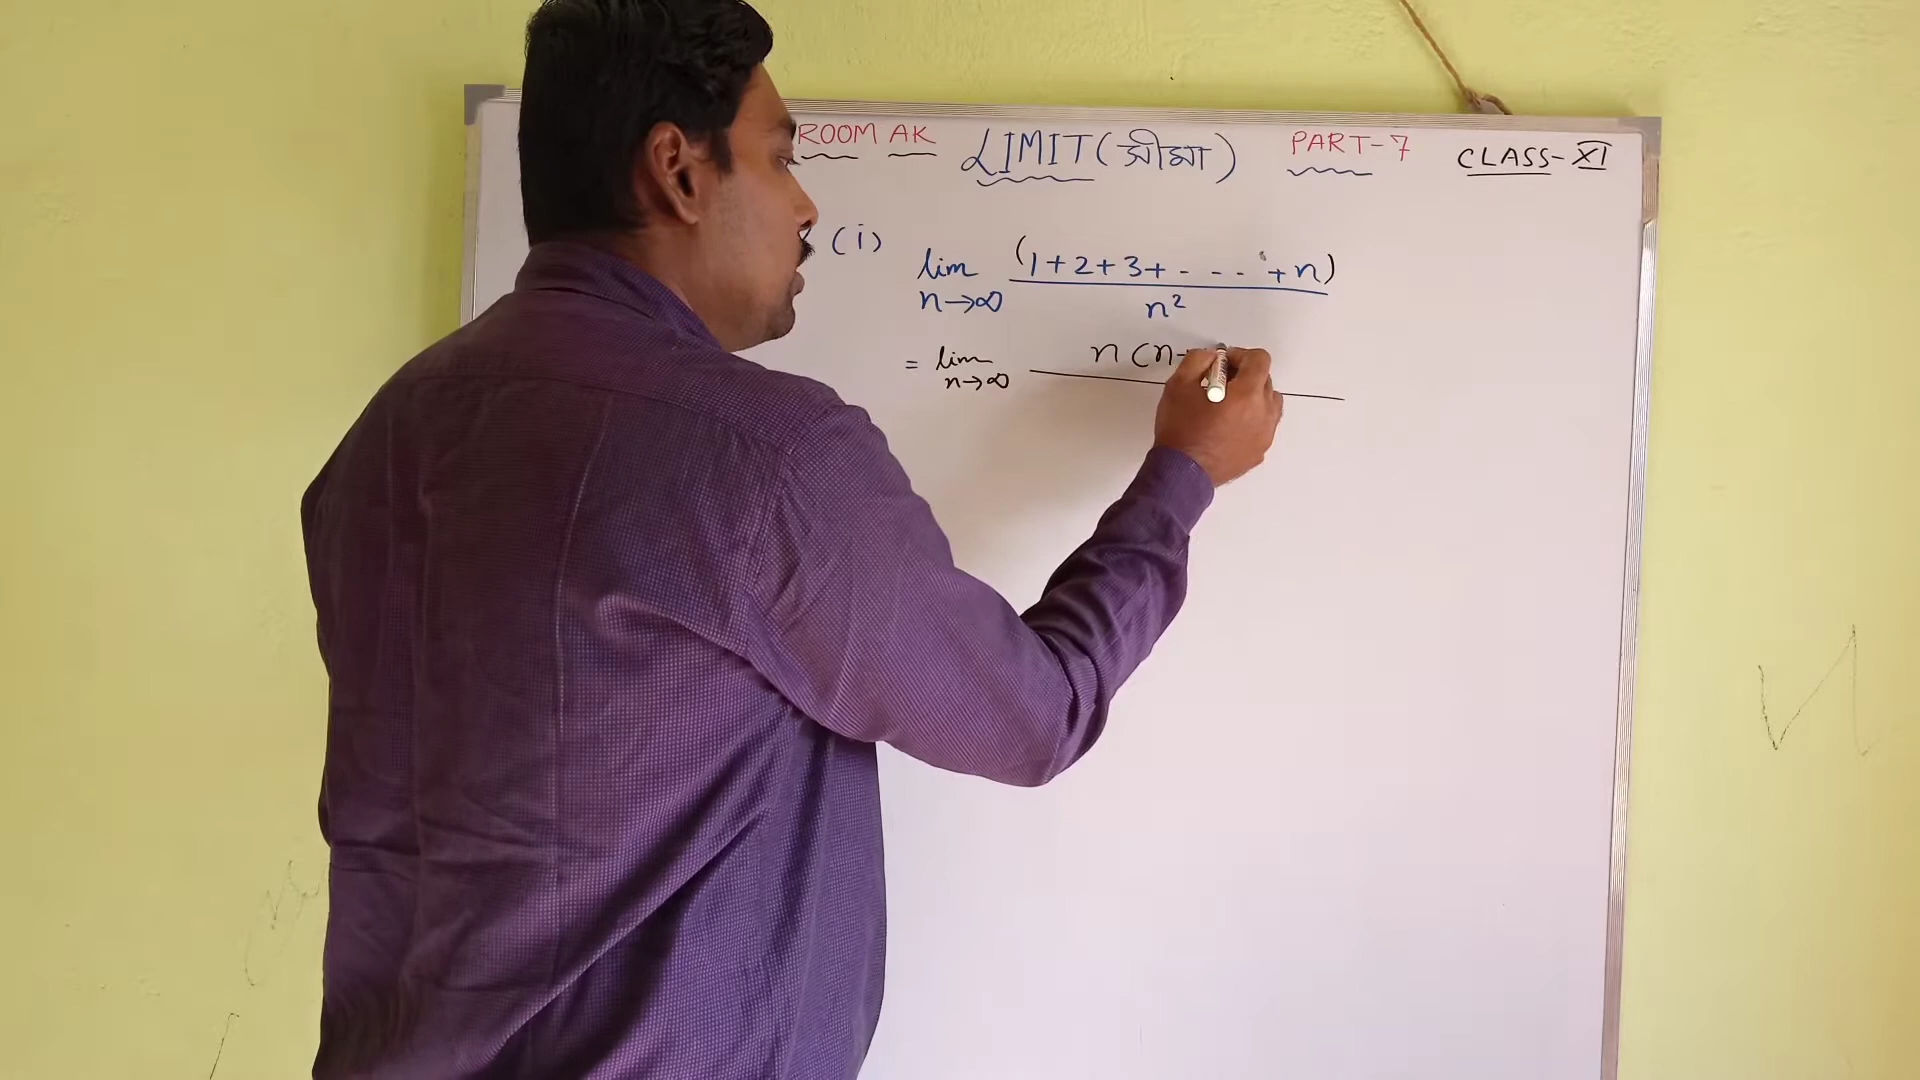 ROOM AK LIMIT (সীমা) PART-7 CLASS-XI
(i) lim n→∞ (1+2+3+- - - +n) / n²
= lim n→∞ n(n+